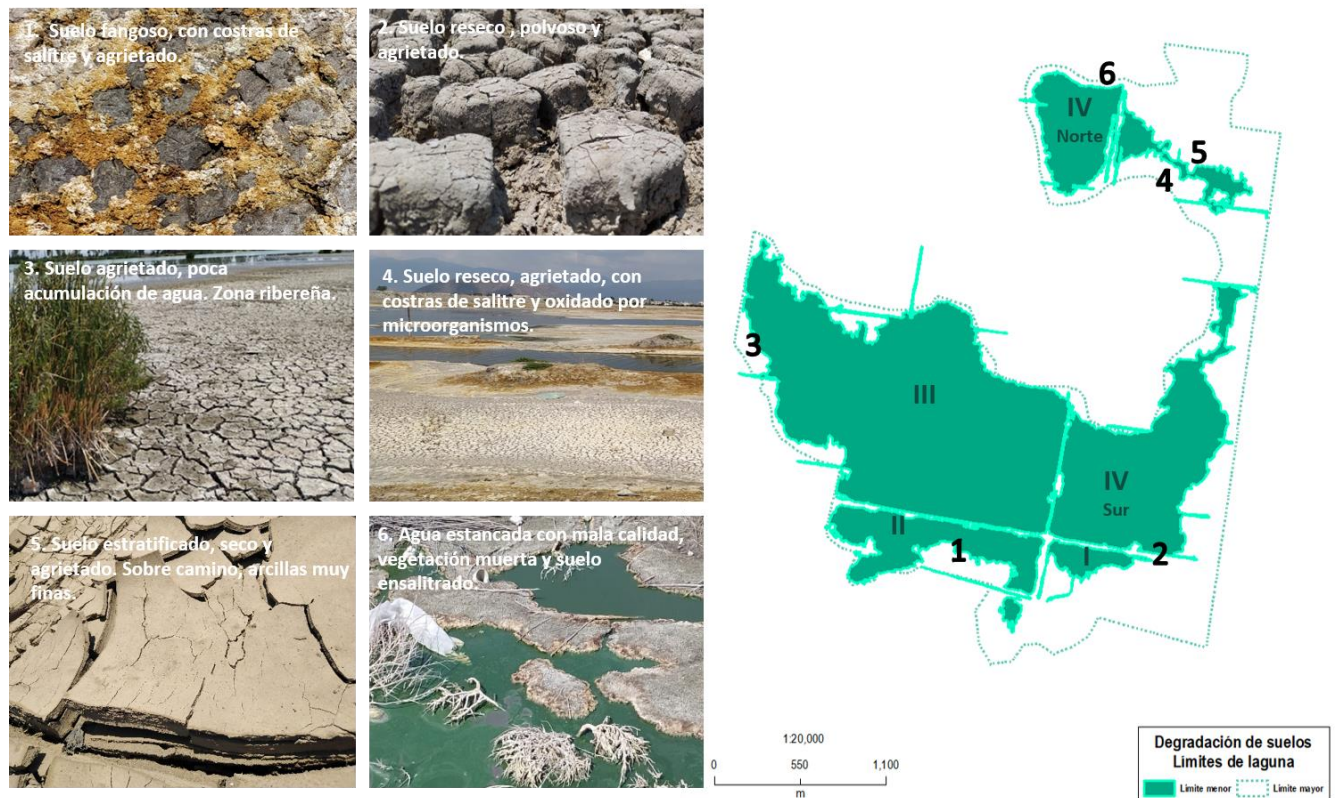 1. Suelo fangoso, con costras de
salitre y agrietado.
2. Suelo reseco , polvoso y
agrietado.
3. Suelo agrietado, poca
acumulación de agua. Zona ribereña.
4. Suelo reseco, agrietado, con
costras de salitre y oxidado por
microorganismos.
5. Suelo estratificado, seco y
agrietado. Sobre camino, arcillas muy
finas.
6. Agua estancada con mala calidad,
vegetación muerta y suelo
ensalitrado.
6
IV
Norte
5
4
3
III
IV
Sur
II
1
I
2
1:20,000
0 550 1,100
m
Degradación de suelos
Limites de laguna
Limite menor Limite mayor